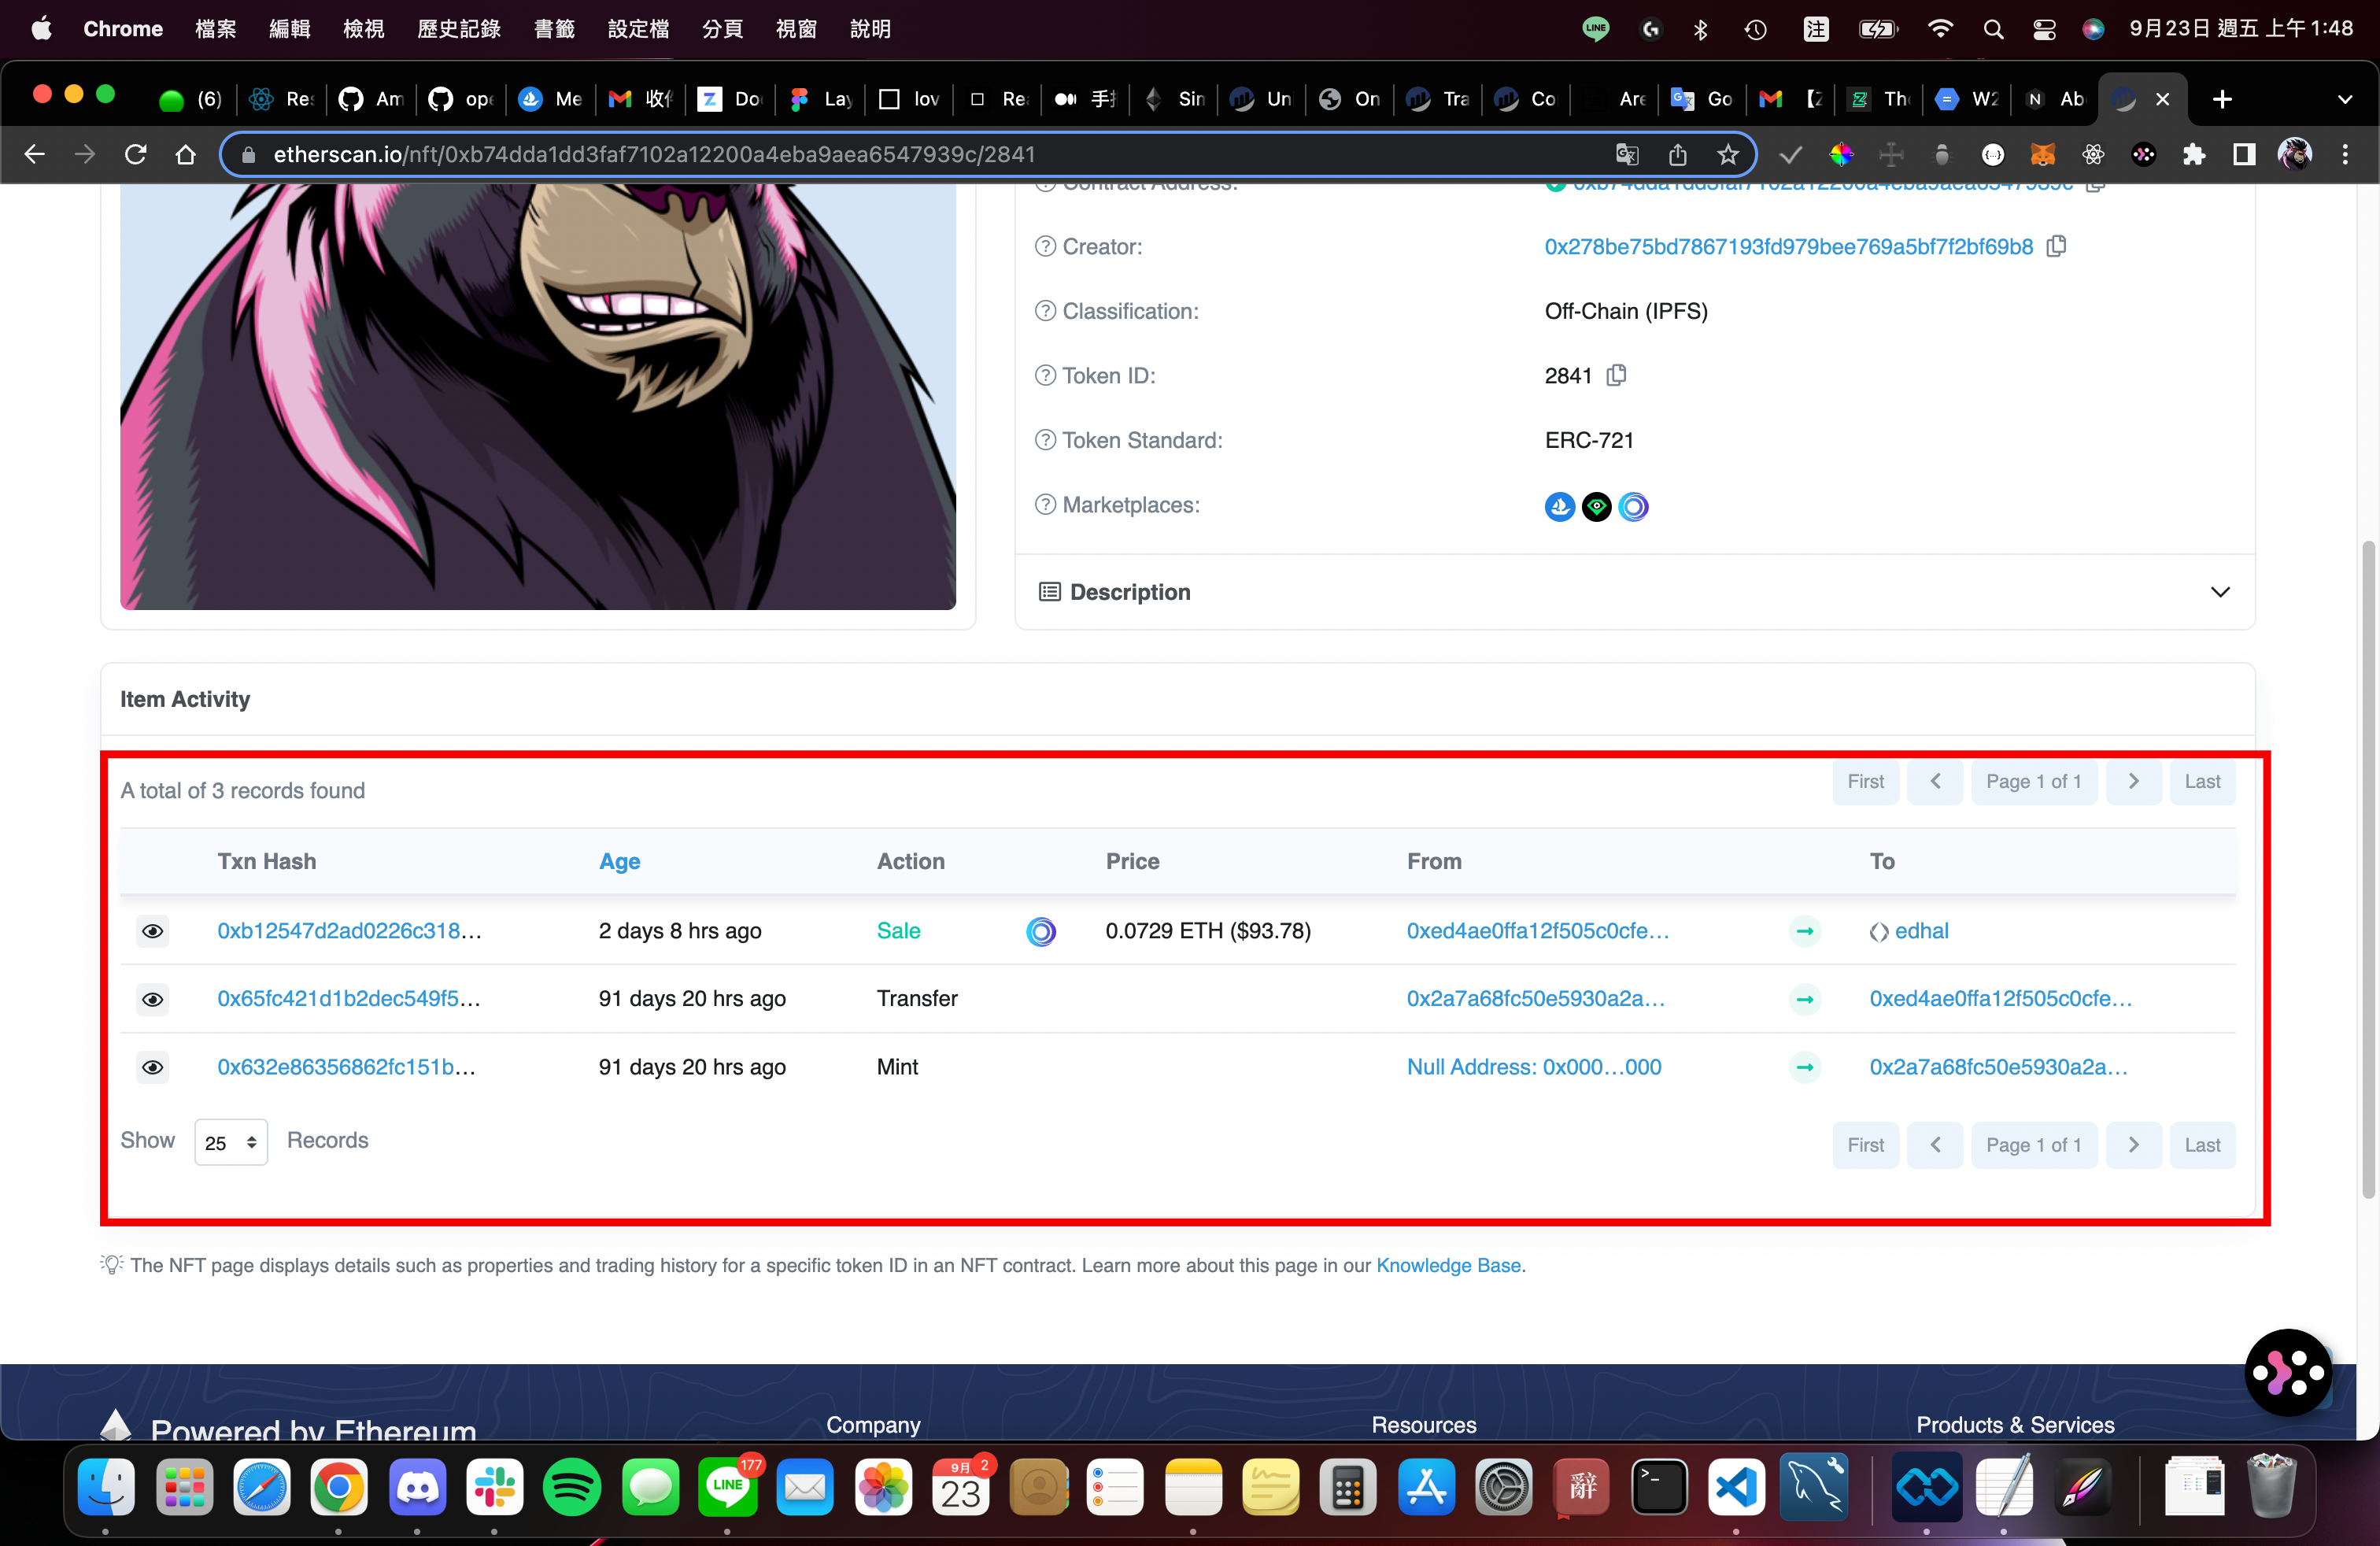 Chrome 檔案 編輯 檢視 歷史記錄 書籤 設定檔 分頁 視窗 說明 LINE 注 9月23日 週五 上午1:48
(6) Res Am ope Me Do Lay lov Rea Sin Un On Tra Co Are Go Th W2 Ab
etherscan.io/nft/0xb74dda1dd3faf7102a12200a4eba9aea6547939c/2841
Contract Address: 0xb74dda1dd3faf7102a12200a4eba9aea6547939c
Creator: 0x278be75bd7867193fd979bee769a5bf7f2bf69b8
Classification: Off-Chain (IPFS)
Token ID: 2841
Token Standard: ERC-721
Marketplaces:
Description
Item Activity
A total of 3 records found First Page 1 of 1 Last
Txn Hash Age Action Price From To
0xb12547d2ad0226c318... 2 days 8 hrs ago Sale 0.0729 ETH ($93.78) 0xed4ae0ffa12f505c0cfe... edhal
0x65fc421d1b2dec549f5... 91 days 20 hrs ago Transfer 0x2a7a68fc50e5930a2a... 0xed4ae0ffa12f505c0cfe...
0x632e86356862fc151b... 91 days 20 hrs ago Mint Null Address: 0x000...000 0x2a7a68fc50e5930a2a...
Show 25 Records First Page 1 of 1 Last
The NFT page displays details such as properties and trading history for a specific token ID in an NFT contract. Learn more about this page in our Knowledge Base.
Powered by Ethereum Company Resources Products & Services
LINE 177 9月 2 23 辭